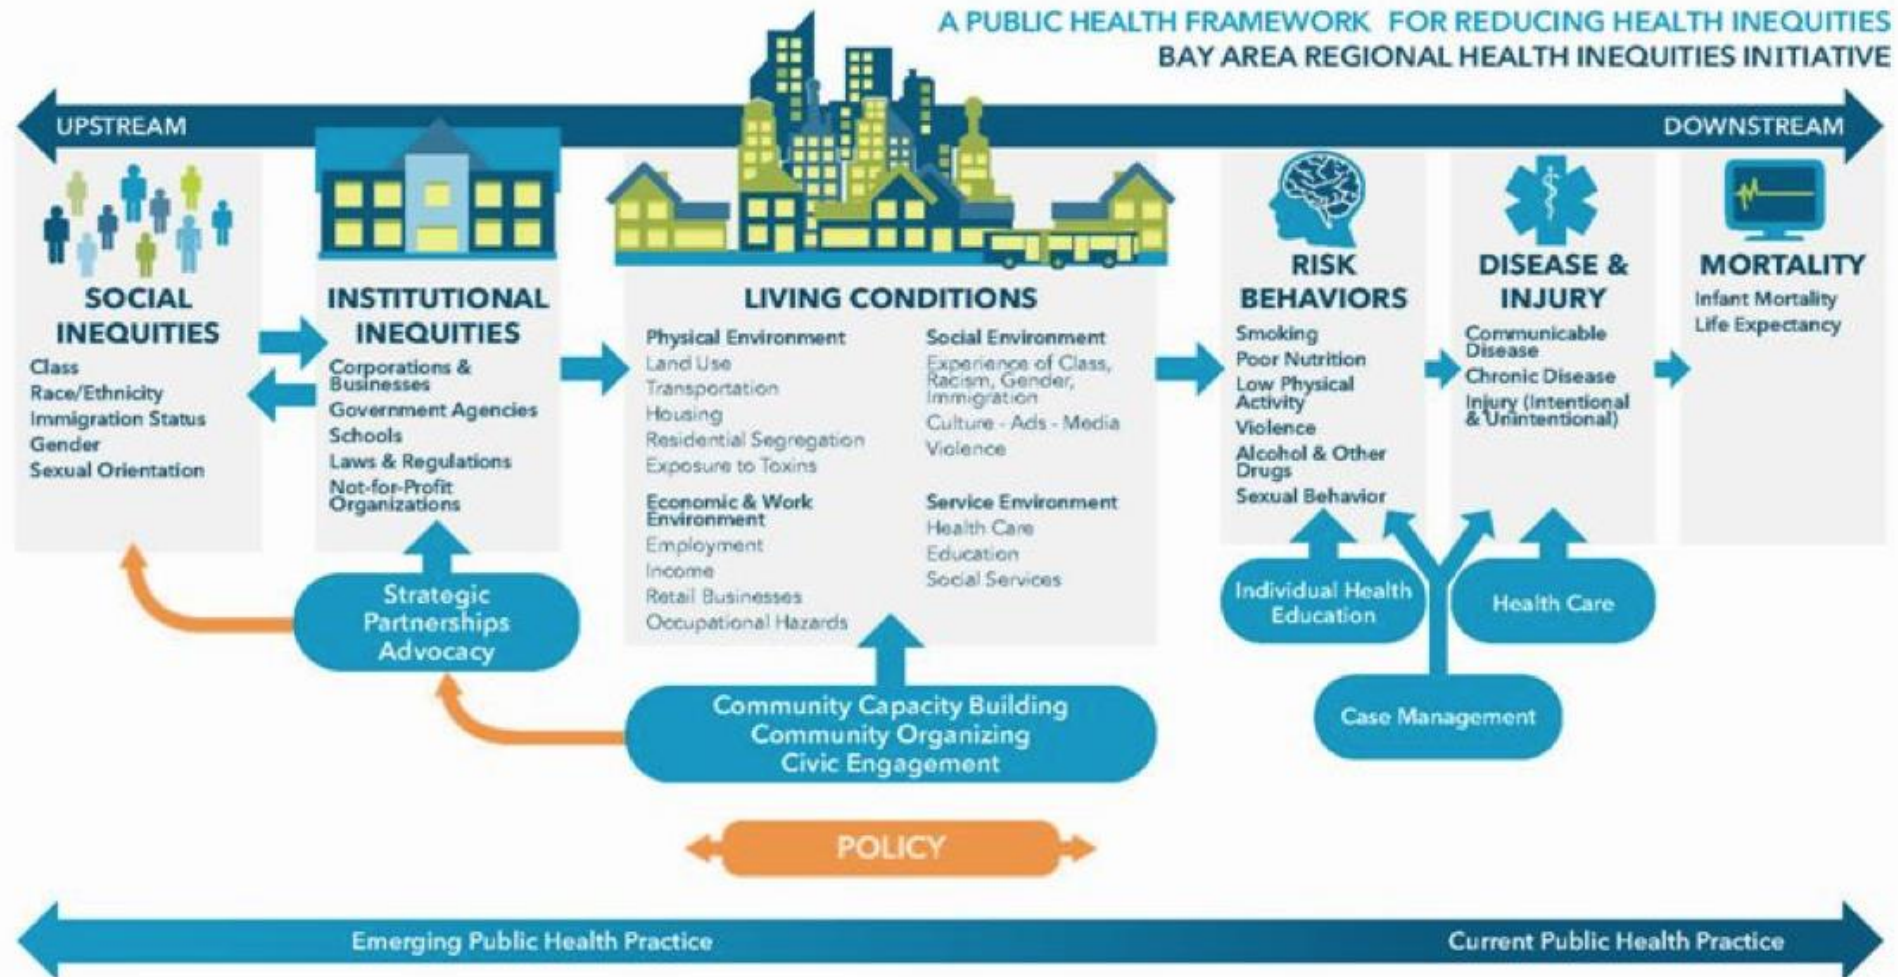 A PUBLIC HEALTH FRAMEWORK FOR REDUCING HEALTH INEQUITIES
BAY AREA REGIONAL HEALTH INEQUITIES INITIATIVE
UPSTREAM
DOWNSTREAM
SOCIAL
INEQUITIES
Class
Race/Ethnicity
Immigration Status
Gender
Sexual Orientation
INSTITUTIONAL
INEQUITIES
Corporations &
Businesses
Government Agencies
Schools
Laws & Regulations
Not-for-Profit
Organizations
LIVING CONDITIONS
Physical Environment
Land Use
Transportation
Housing
Residential Segregation
Exposure to Toxins
Economic & Work
Environment
Employment
Income
Retail Businesses
Occupational Hazards
Social Environment
Experience of Class,
Racism, Gender,
Immigration
Culture - Ads - Media
Violence
Service Environment
Health Care
Education
Social Services
RISK
BEHAVIORS
Smoking
Poor Nutrition
Low Physical
Activity
Violence
Alcohol & Other
Drugs
Sexual Behavior
DISEASE &
INJURY
Communicable
Disease
Chronic Disease
Injury (Intentional
& Unintentional)
MORTALITY
Infant Mortality
Life Expectancy
Strategic
Partnerships
Advocacy
Community Capacity Building
Community Organizing
Civic Engagement
Individual Health
Education
Health Care
Case Management
POLICY
Emerging Public Health Practice
Current Public Health Practice